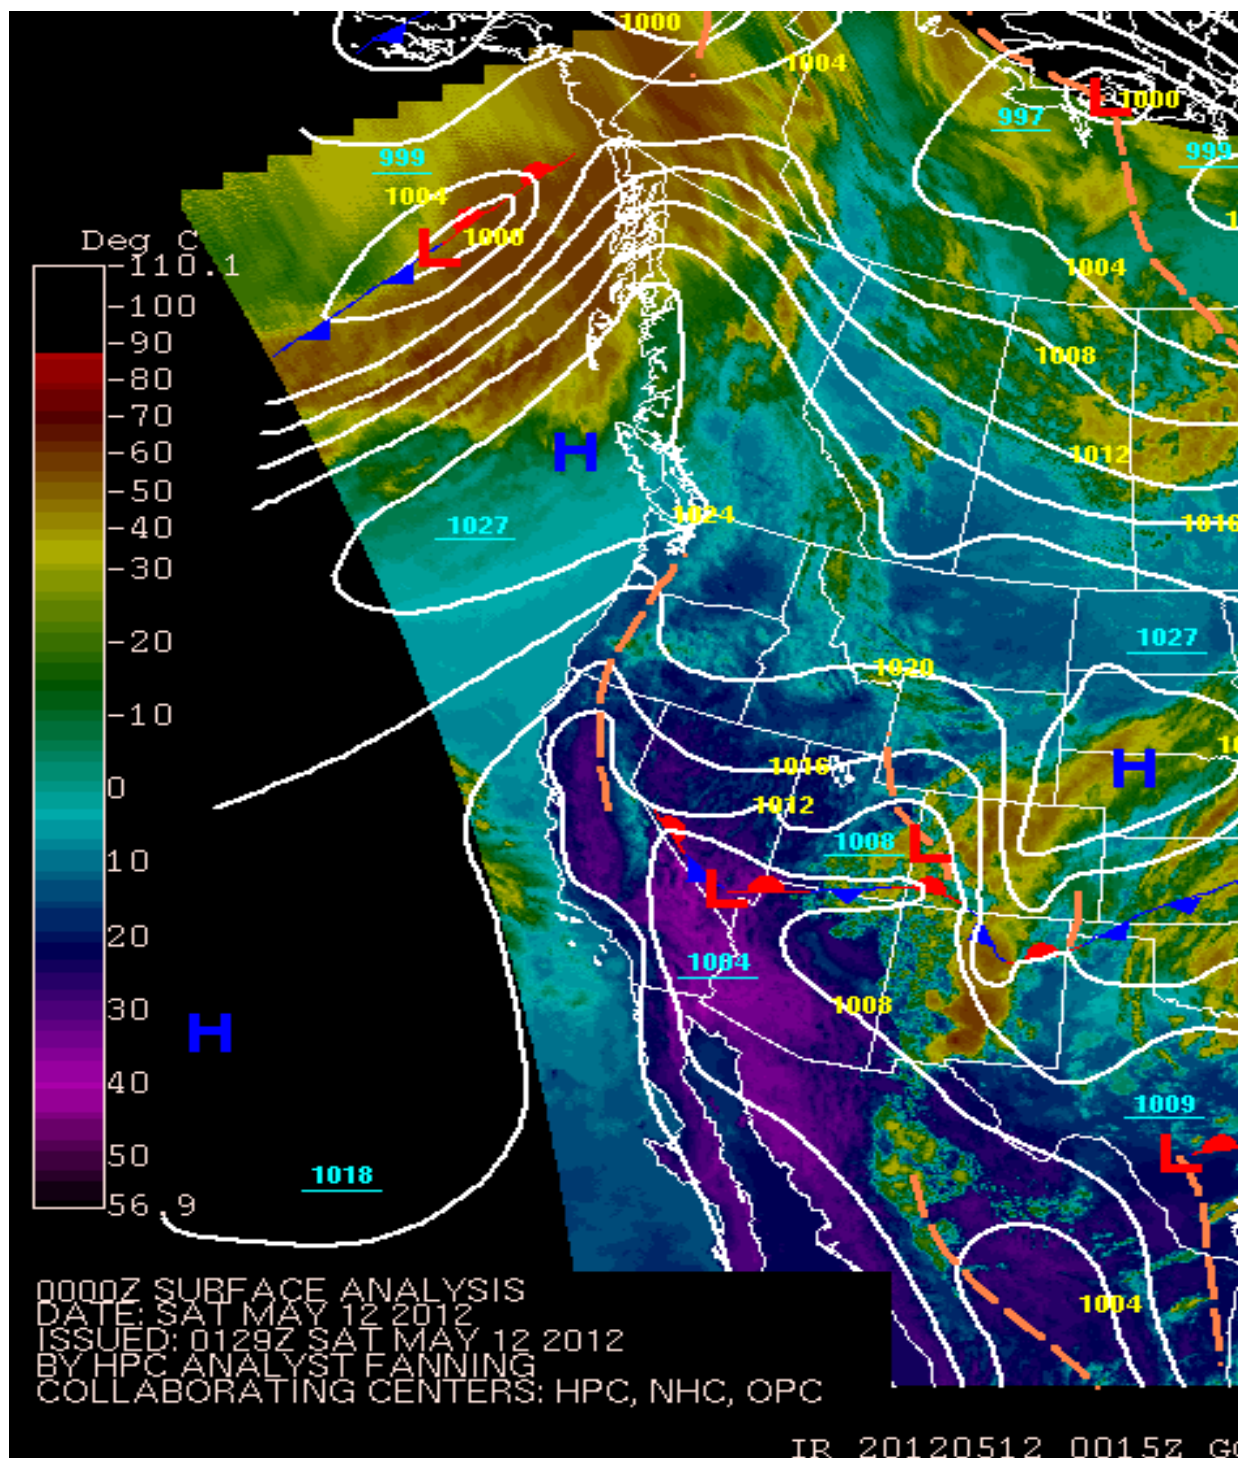 1000
1004
1000
997
999
999
1004
1000
L
L
1004
Deg C
-110.1
-100
-90
-80
-70
-60
-50
-40
-30
-20
-10
0
10
20
30
40
50
56.9
1008
1012
H
1024
1027
1016
1027
1020
1016
1012
H
1008
L
L
1004
1008
H
1009
L
1018
1004
0000Z SURFACE ANALYSIS
DATE: SAT MAY 12 2012
ISSUED: 0129Z SAT MAY 12 2012
BY HPC ANALYST FANNING
COLLABORATING CENTERS: HPC, NHC, OPC
IR 20120512 0015Z